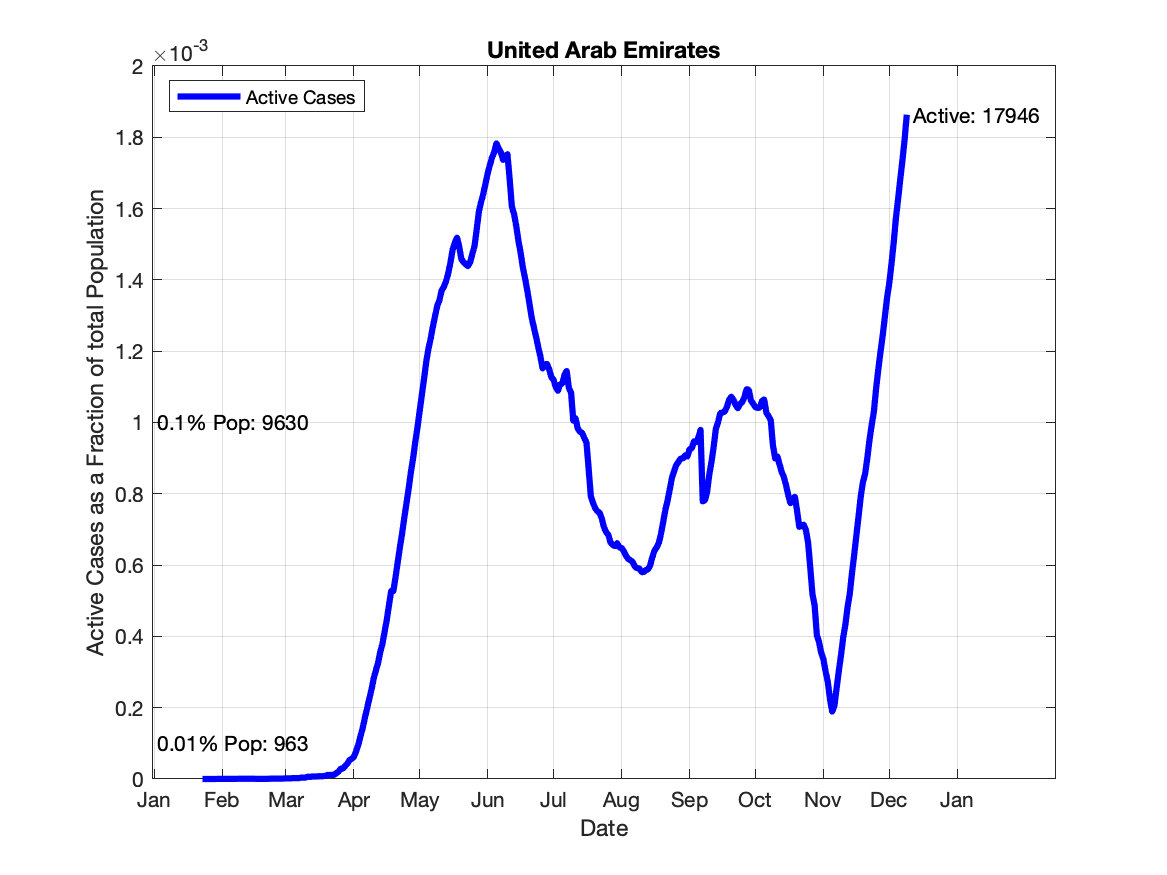 ×10-3
United Arab Emirates
2
Active Cases
Active: 17946
1.8
1.6
1.4
1.2
1
0.1% Pop: 9630
0.8
0.6
0.4
0.2
0.01% Pop: 963
0
Active Cases as a Fraction of total Population
Jan Feb Mar Apr May Jun Jul Aug Sep Oct Nov Dec Jan
Date